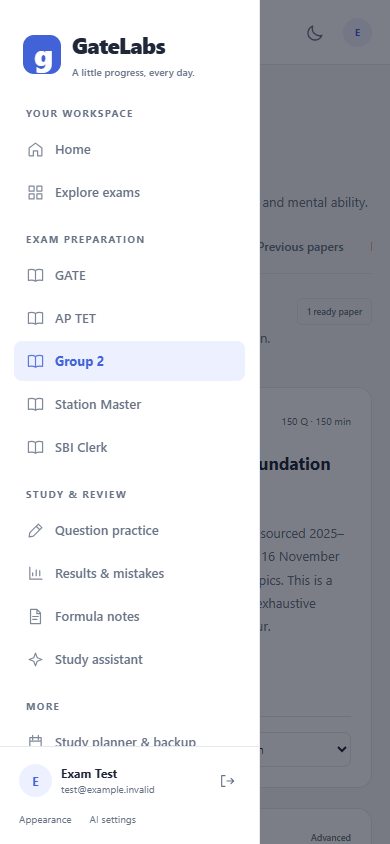 g
GateLabs
A little progress, every day.
E
YOUR WORKSPACE
Home
Explore exams
and mental ability.
EXAM PREPARATION
Previous papers
GATE
AP TET
1 ready paper
Group 2
Station Master
150 Q · 150 min
SBI Clerk
STUDY & REVIEW
Question practice
sourced 2025–
16 November
Results & mistakes
This is a
exhaustive
Formula notes
Study assistant
MORE
Study planner & backup
E
Exam Test
test@example.invalid
Appearance AI settings
Advanced